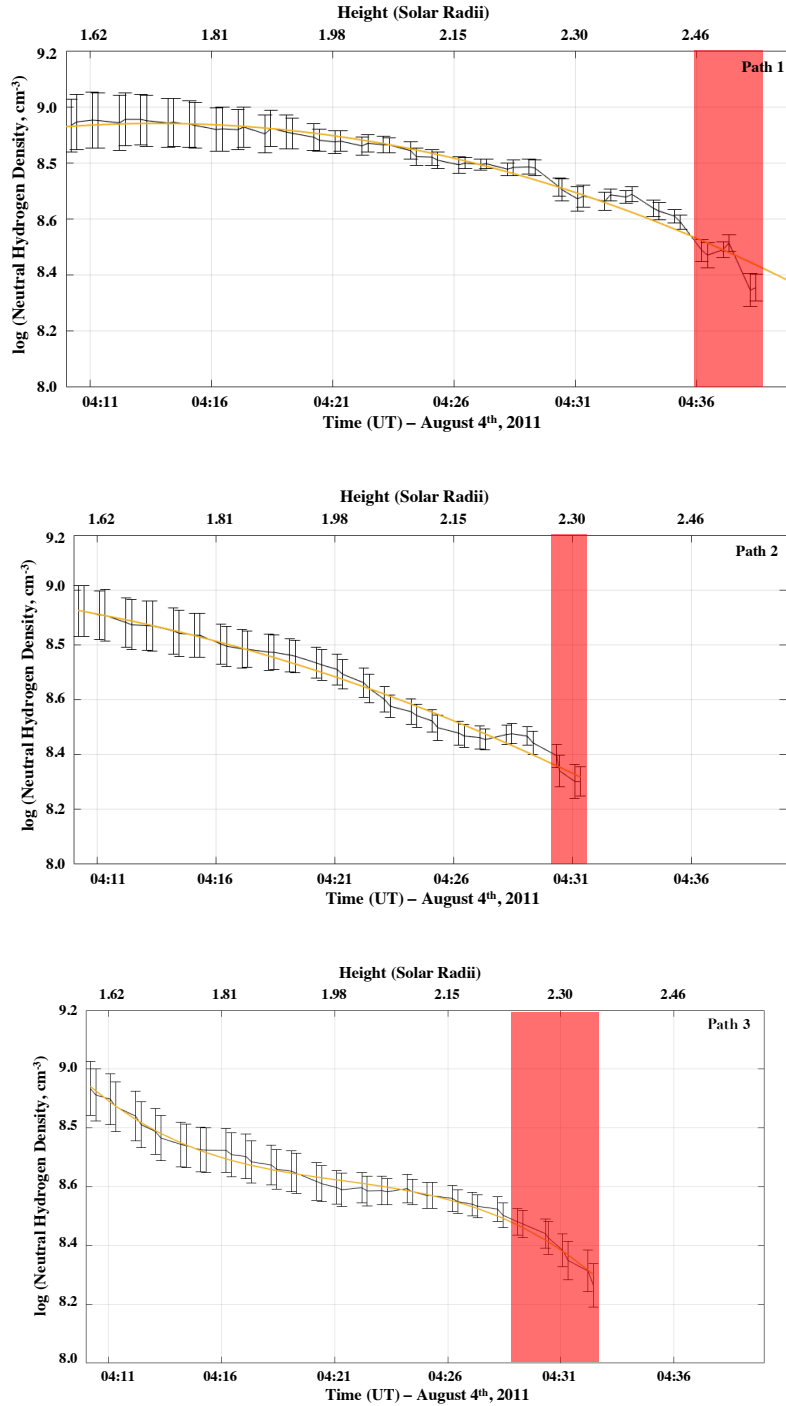 Height (Solar Radii)
1.62 1.81 1.98 2.15 2.30 2.46
Path 1
log (Neutral Hydrogen Density, cm-3)
9.2
9.0
8.5
8.6
8.4
8.2
8.0
04:11 04:16 04:21 04:26 04:31 04:36
Time (UT) – August 4th, 2011
Height (Solar Radii)
1.62 1.81 1.98 2.15 2.30 2.46
Path 2
log (Neutral Hydrogen Density, cm-3)
9.2
9.0
8.5
8.6
8.4
8.2
8.0
04:11 04:16 04:21 04:26 04:31 04:36
Time (UT) – August 4th, 2011
Height (Solar Radii)
1.62 1.81 1.98 2.15 2.30 2.46
Path 3
log (Neutral Hydrogen Density, cm-3)
9.2
9.0
8.5
8.6
8.4
8.2
8.0
04:11 04:16 04:21 04:26 04:31 04:36
Time (UT) – August 4th, 2011